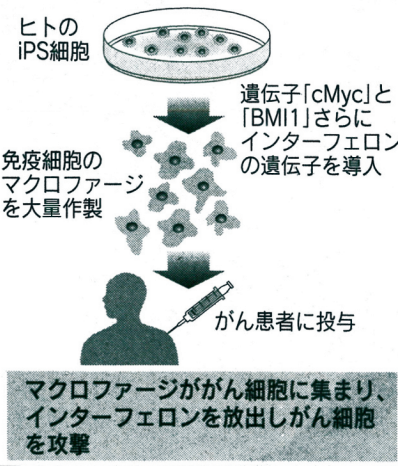 ヒトの
iPS細胞
遺伝子「cMyc」と
「BMI1」さらに
インターフェロン
の遺伝子を導入
免疫細胞の
マクロファージ
を大量作製
がん患者に投与
マクロファージががん細胞に集まり、
インターフェロンを放出しがん細胞
を攻撃